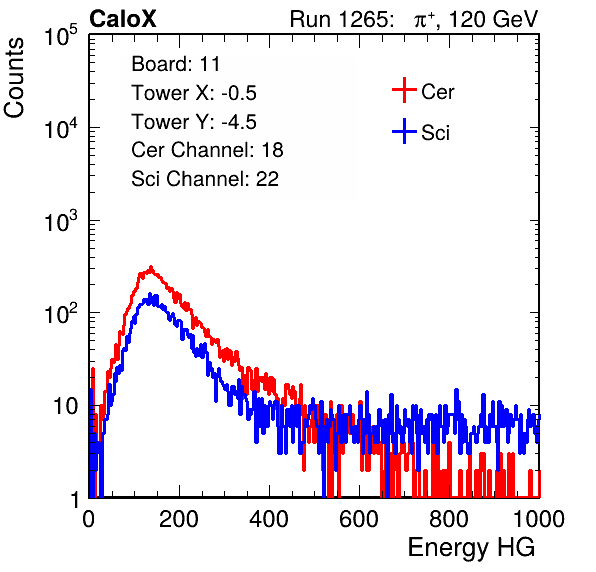 CaloX Run 1265: π⁺, 120 GeV
Counts
Board: 11
Tower X: -0.5
Tower Y: -4.5
Cer Channel: 18
Sci Channel: 22
Cer
Sci
10⁵
10⁴
10³
10²
10
1
0 200 400 600 800 1000
Energy HG